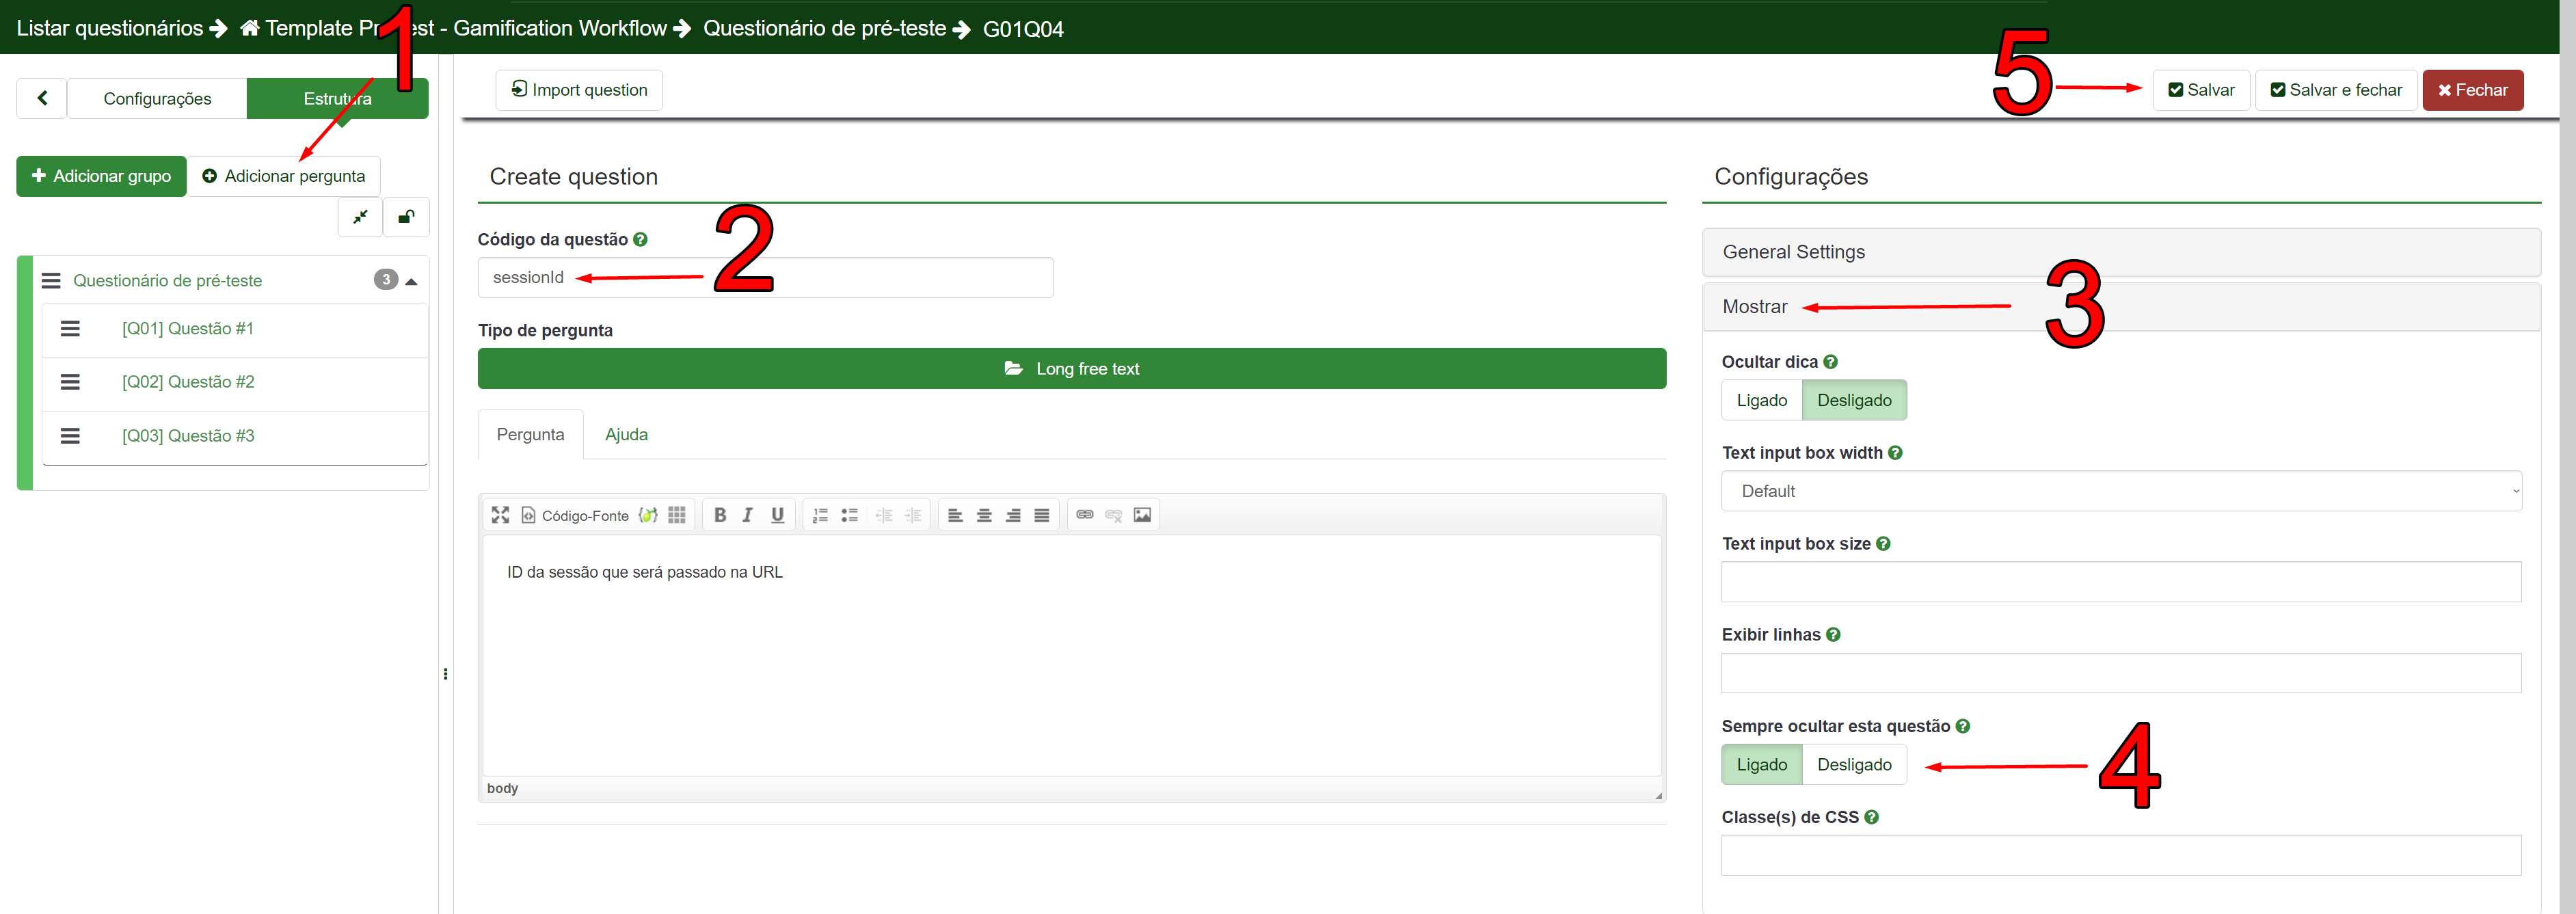 Listar questionários Template Pr est - Gamification Workflow Questionário de pré-teste G01Q04
1
5
Configurações
Estrutura
Import question
Salvar
Salvar e fechar
Fechar
Adicionar grupo
Adicionar pergunta
Questionário de pré-teste
3
[Q01] Questão #1
[Q02] Questão #2
[Q03] Questão #3
Create question
Código da questão
2
sessionId
Tipo de pergunta
Long free text
Pergunta
Ajuda
Código-Fonte
B I U
ID da sessão que será passado na URL
body
Configurações
General Settings
Mostrar
3
Ocultar dica
Ligado
Desligado
Text input box width
Default
Text input box size
Exibir linhas
Sempre ocultar esta questão
Ligado
Desligado
4
Classe(s) de CSS